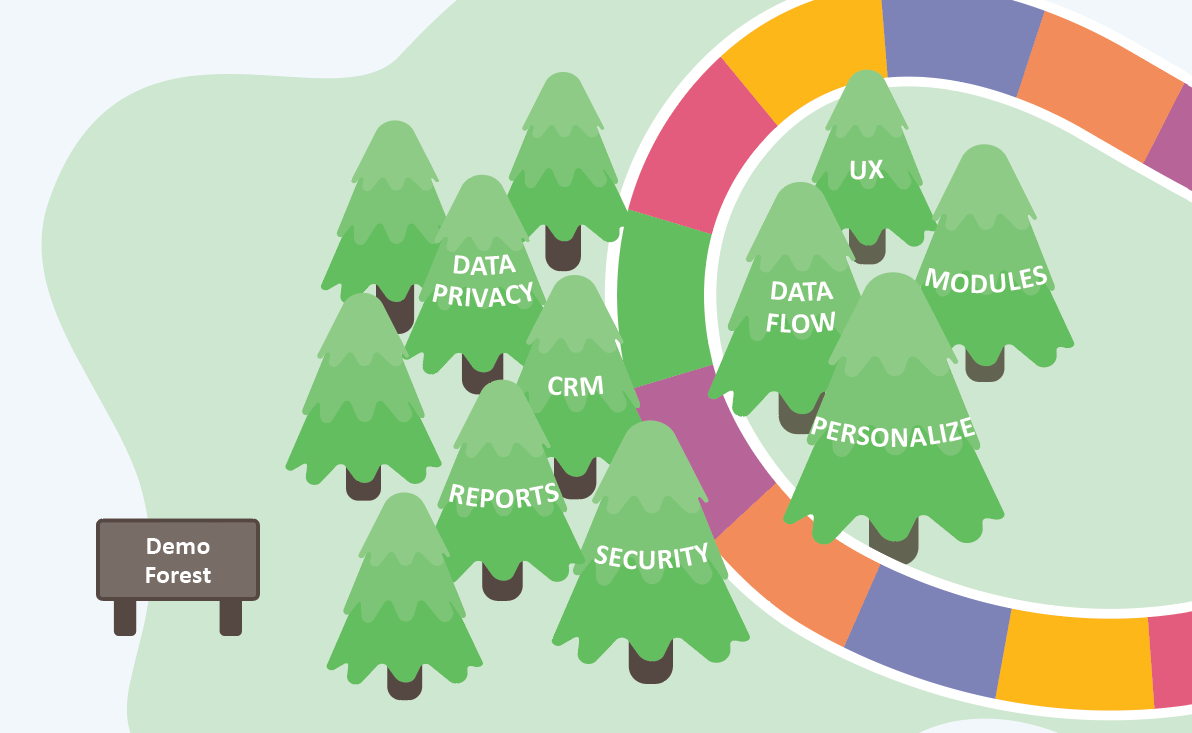 UX
DATA
PRIVACY
DATA
FLOW
MODULES
CRM
PERSONALIZE
REPORTS
SECURITY
Demo
Forest